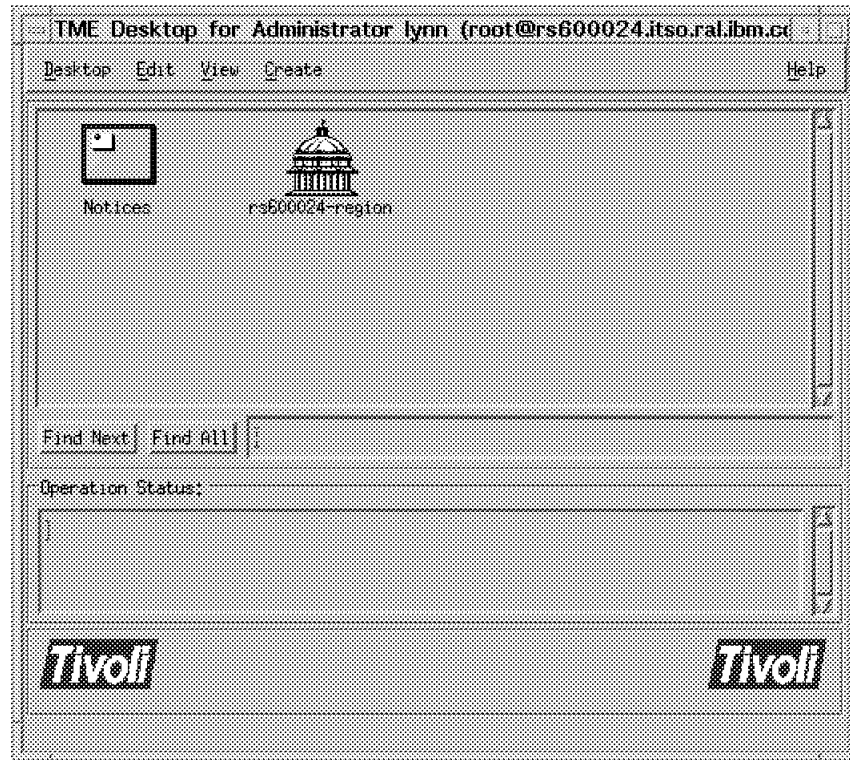 TME Desktop for Administrator lynn (root@rs600024.itso.ral.ibm.co
Desktop Edit View Create Help
Notices rs600024-region
Find Next Find All
Operation Status:
Tivoli Tivoli